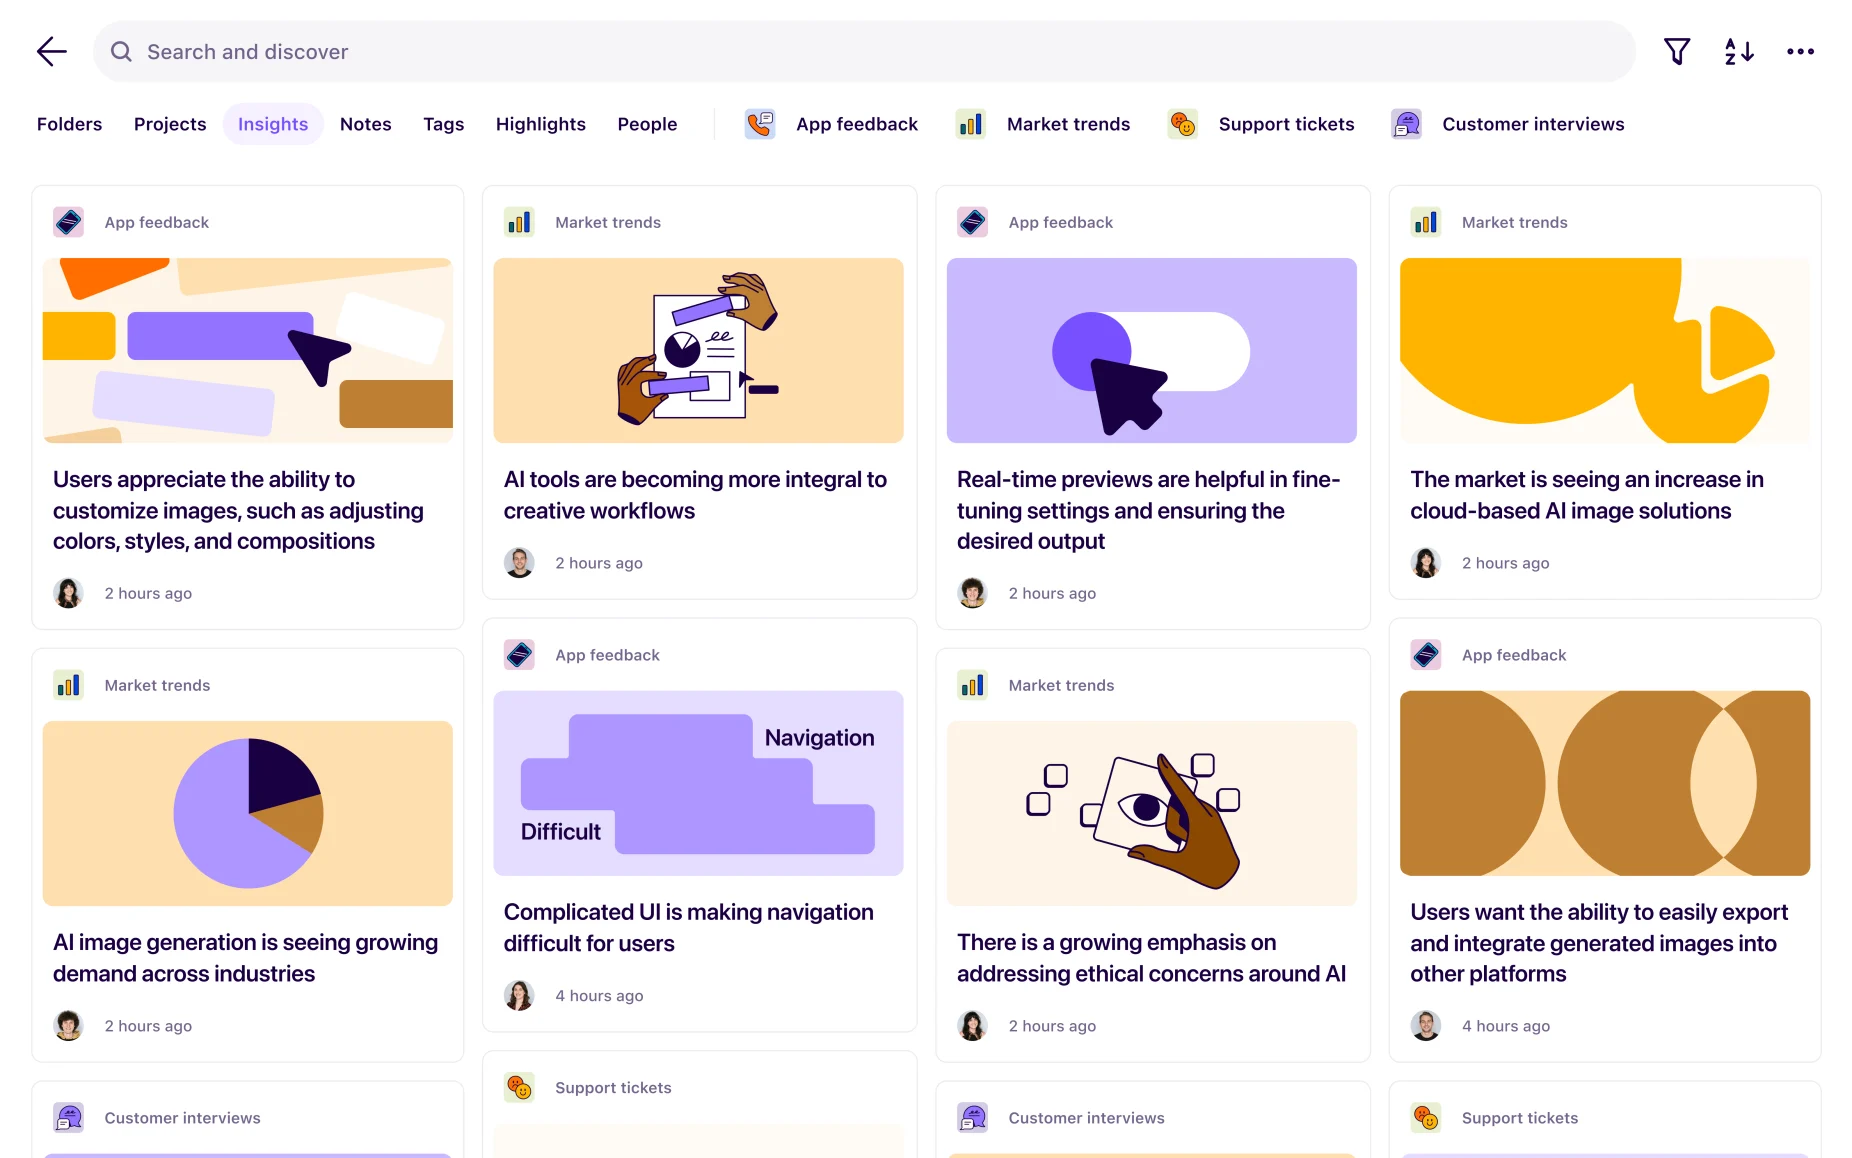 Search and discover
A
Z
Folders
Projects
Insights
Notes
Tags
Highlights
People
App feedback
Market trends
Support tickets
Customer interviews
App feedback
Users appreciate the ability to
customize images, such as adjusting
colors, styles, and compositions
2 hours ago
Market trends
AI tools are becoming more integral to
creative workflows
2 hours ago
App feedback
Real-time previews are helpful in fine-
tuning settings and ensuring the
desired output
2 hours ago
Market trends
The market is seeing an increase in
cloud-based AI image solutions
2 hours ago
Market trends
AI image generation is seeing growing
demand across industries
2 hours ago
App feedback
Navigation
Difficult
Complicated UI is making navigation
difficult for users
4 hours ago
Market trends
There is a growing emphasis on
addressing ethical concerns around AI
2 hours ago
App feedback
Users want the ability to easily export
and integrate generated images into
other platforms
4 hours ago
Customer interviews
Support tickets
Customer interviews
Support tickets